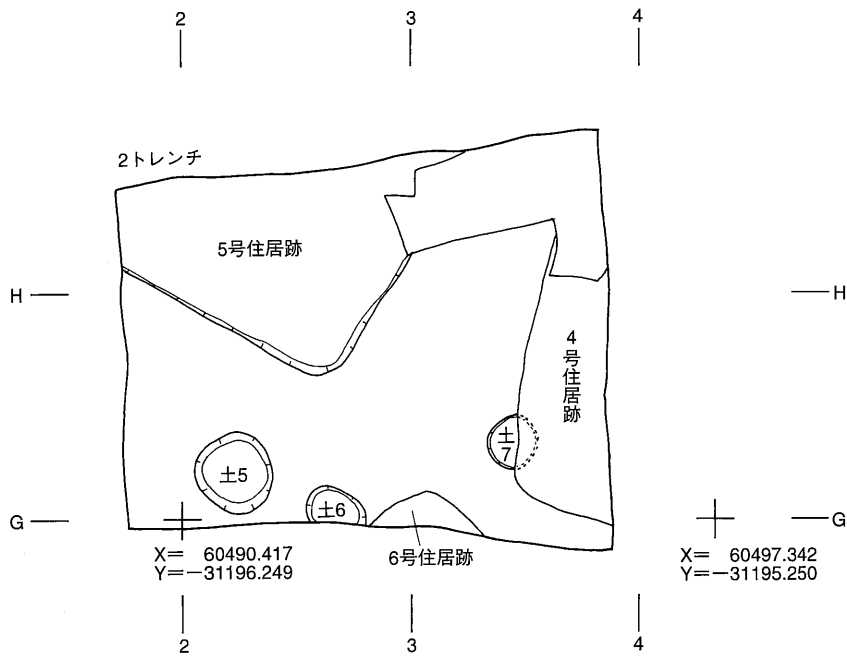 2
3
4
2トレンチ
5号住居跡
H
H
4号住居跡
土7
土5
土6
G
G
6号住居跡
X= 60490.417
Y=-31196.249
X= 60497.342
Y=-31195.250
2
3
4